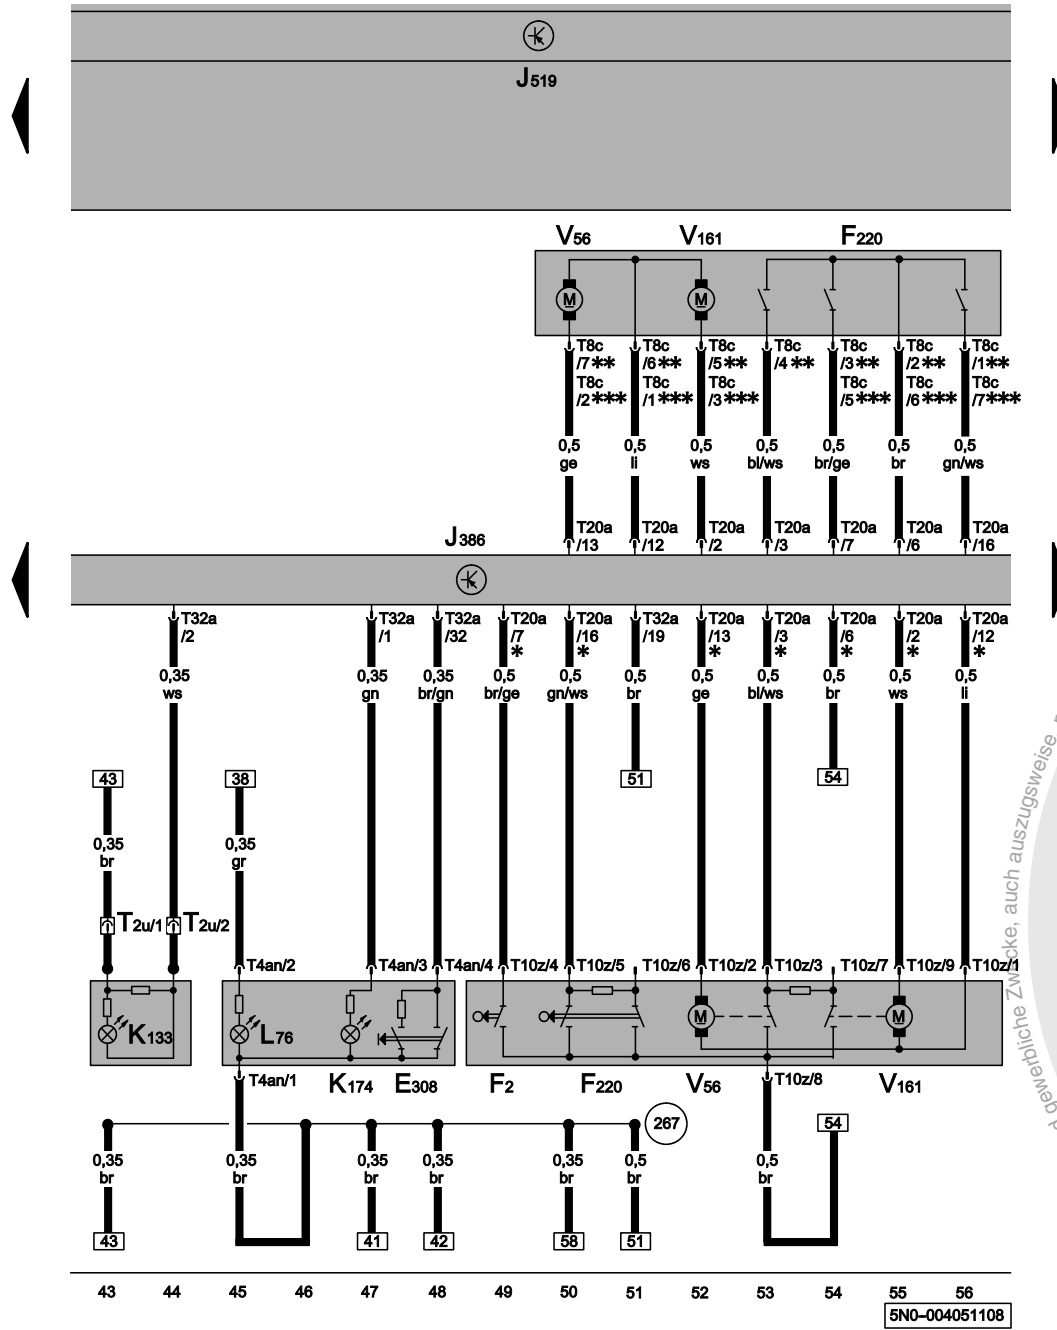 J519
V56 V161 F220
M M
T8c T8c T8c T8c T8c T8c T8c
/7** /6** /5** /4** /3** /2** /1**
T8c T8c T8c T8c T8c T8c
/2*** /1*** /3*** /5*** /6*** /7***
0,5 0,5 0,5 0,5 0,5 0,5 0,5
ge li ws bl/ws br/ge br gn/ws
T20a T20a T20a T20a T20a T20a T20a
/13 /12 /2 /3 /7 /6 /16
J386
T32a T32a T32a T20a T20a T32a T20a T20a T20a T20a T20a
/2 /1 /32 /7 /16 /19 /13 /3 /6 /2 /12
* * * * * * *
0,35 0,35 0,35 0,5 0,5 0,5 0,5 0,5 0,5 0,5 0,5
ws gn br/gn br/ge gn/ws br ge bl/ws br ws li
43 38 51 54
0,35 0,35
br gr
T2u/1 T2u/2
T4an/2 T4an/3 T4an/4 T10z/4 T10z/5 T10z/6 T10z/2 T10z/3 T10z/7 T10z/9 T10z/1
K133 L76 M M
T4an/1 K174 E308 F2 F220 V56 T10z/8 V161
267 54
0,35 0,35 0,35 0,35 0,35 0,5 0,5
br br br br br br br
43 41 42 58 51
43 44 45 46 47 48 49 50 51 52 53 54 55 56
5N0-004051108
gewerbliche Zwecke, auch auszugsweise